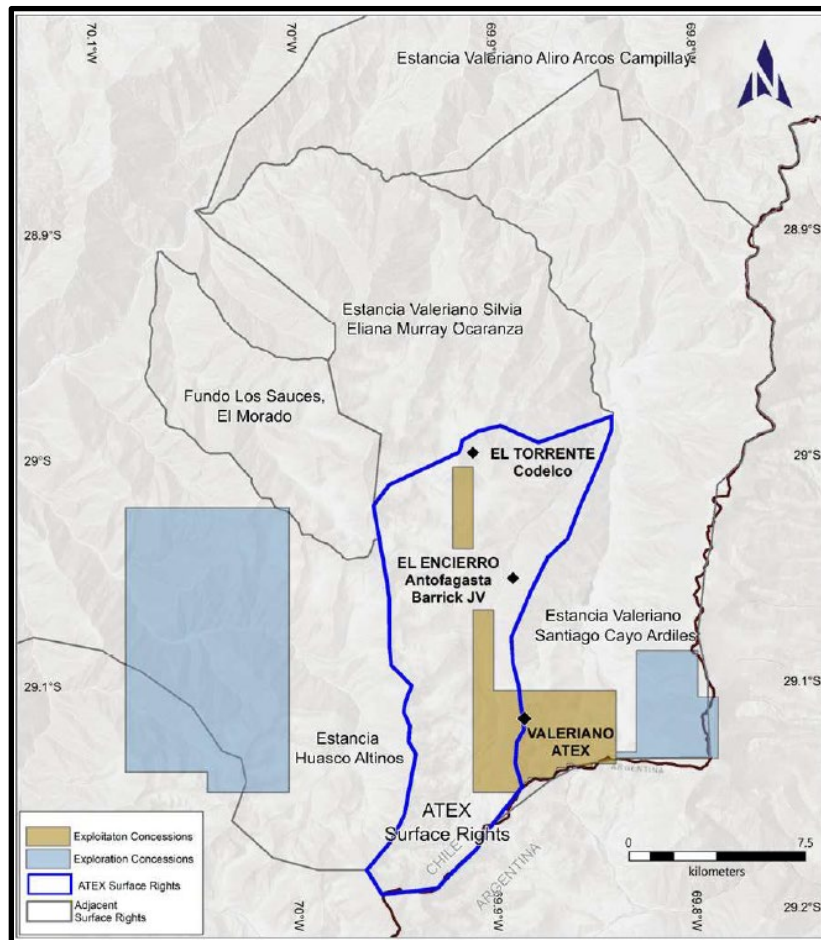 70.1°W
70°W
69.9°W
69.8°W
Estancia Valeriano Aliro Arcos Campillay
N
28.9°S
28.9°S
Estancia Valeriano Silvia
Eliana Murray Ocaranza
Fundo Los Sauces,
El Morado
29°S
29°S
EL TORRENTE
Codelco
EL ENCIERRO
Antofagasta
Barrick JV
Estancia Valeriano
Santiago Cayo Ardiles
29.1°S
29.1°S
Estancia
Huasco Altinos
VALERIANO
ATEX
ARGENTINA
ATEX
Surface Rights
CHILE
ARGENTINA
Exploitaton Concessions
Exploration Concessions
ATEX Surface Rights
Adjacent
Surface Rights
0
7.5
kilometers
70°W
69.9°W
69.8°W
29.2°S